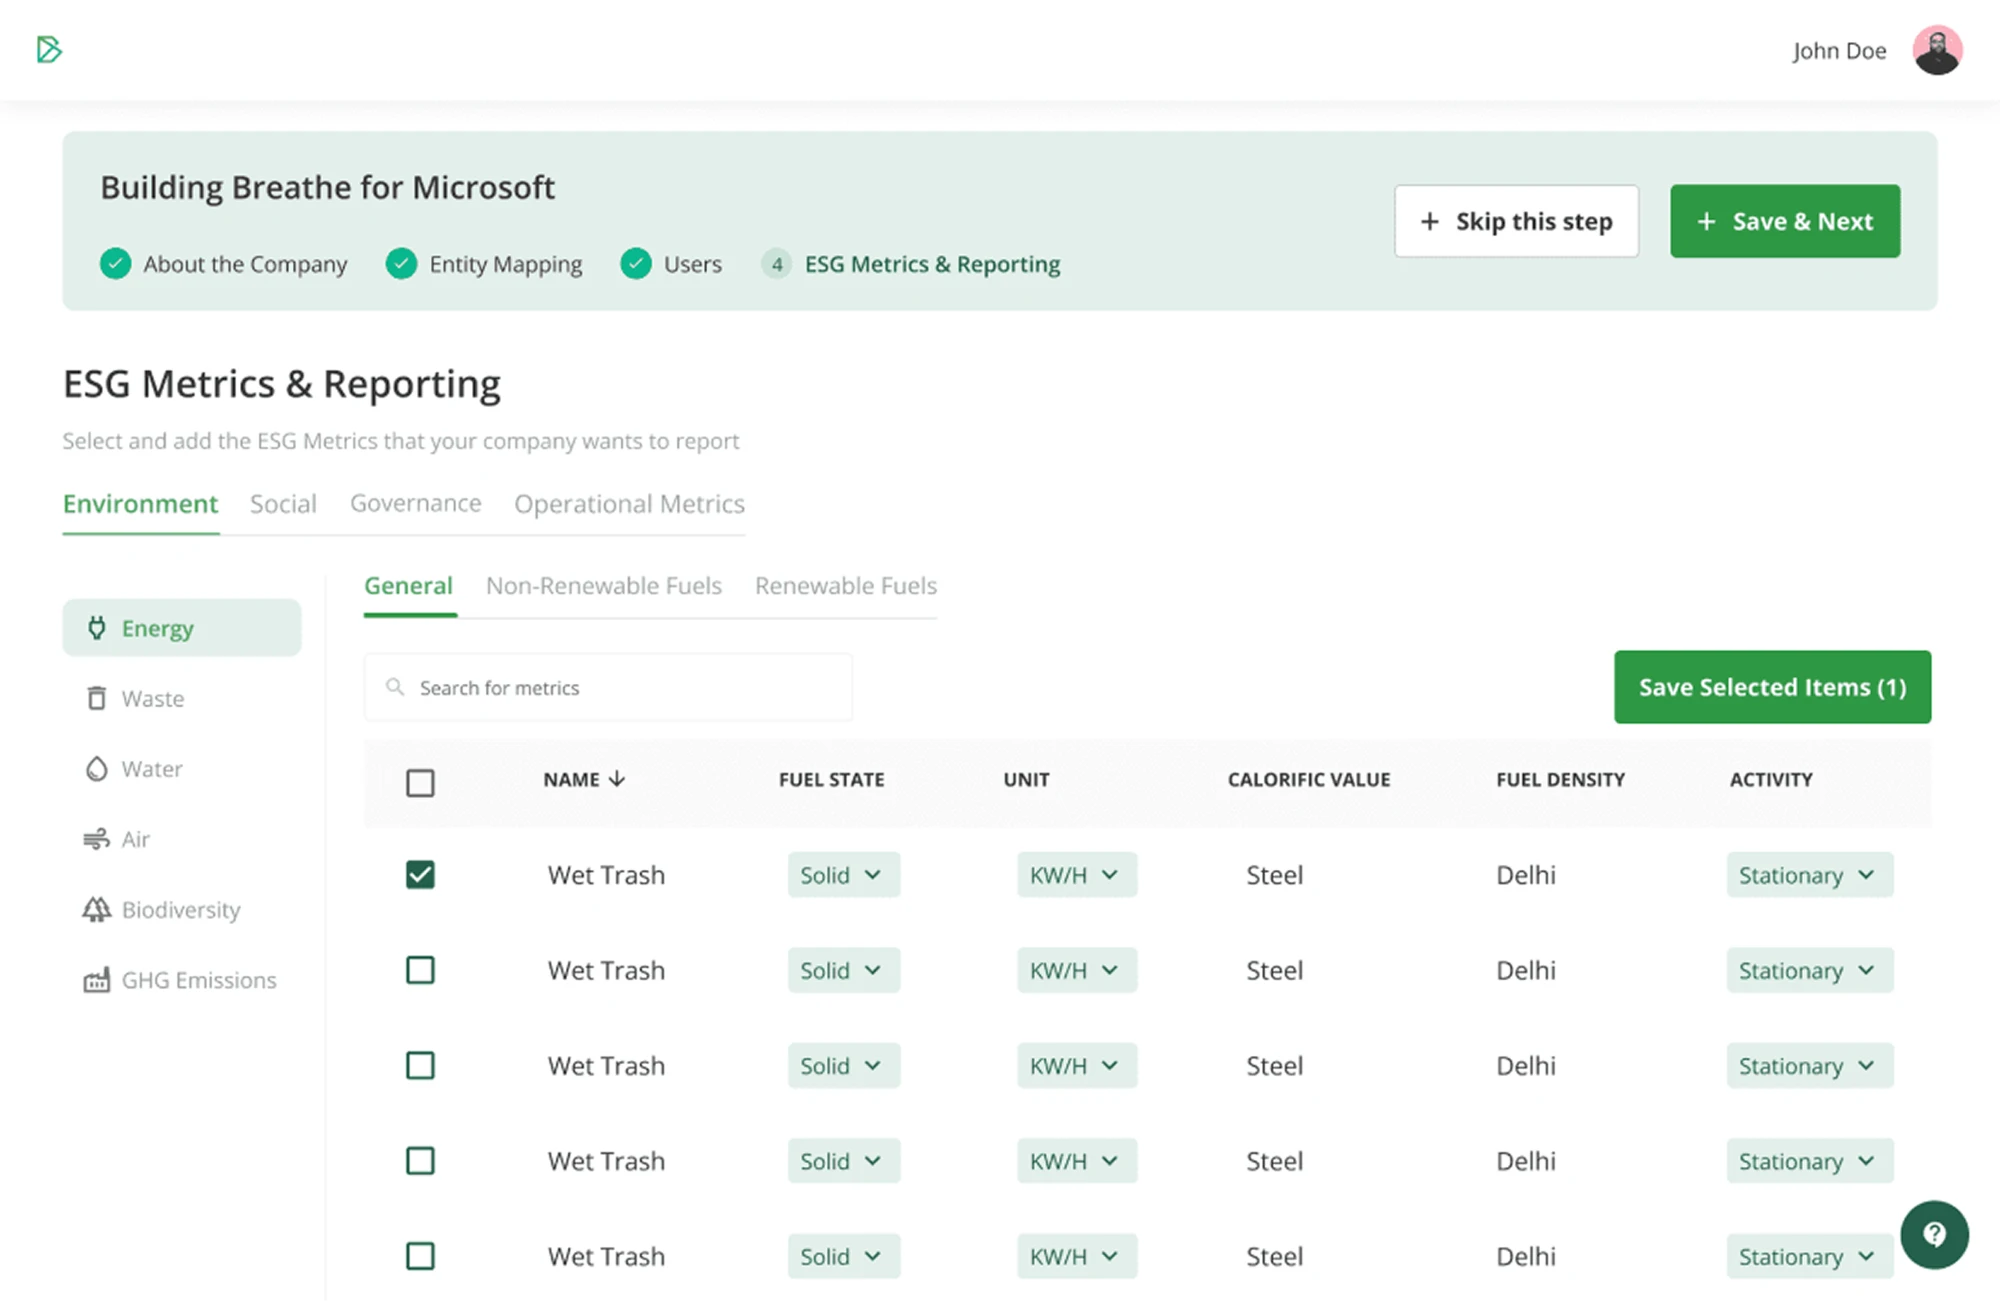 John Doe
Building Breathe for Microsoft
+ Skip this step
+ Save & Next
About the Company Entity Mapping Users 4 ESG Metrics & Reporting
ESG Metrics & Reporting
Select and add the ESG Metrics that your company wants to report
Environment Social Governance Operational Metrics
General Non-Renewable Fuels Renewable Fuels
Energy
Waste
Water
Air
Biodiversity
GHG Emissions
Search for metrics
Save Selected Items (1)
NAME FUEL STATE UNIT CALORIFIC VALUE FUEL DENSITY ACTIVITY
Wet Trash Solid KW/H Steel Delhi Stationary
Wet Trash Solid KW/H Steel Delhi Stationary
Wet Trash Solid KW/H Steel Delhi Stationary
Wet Trash Solid KW/H Steel Delhi Stationary
Wet Trash Solid KW/H Steel Delhi Stationary
?